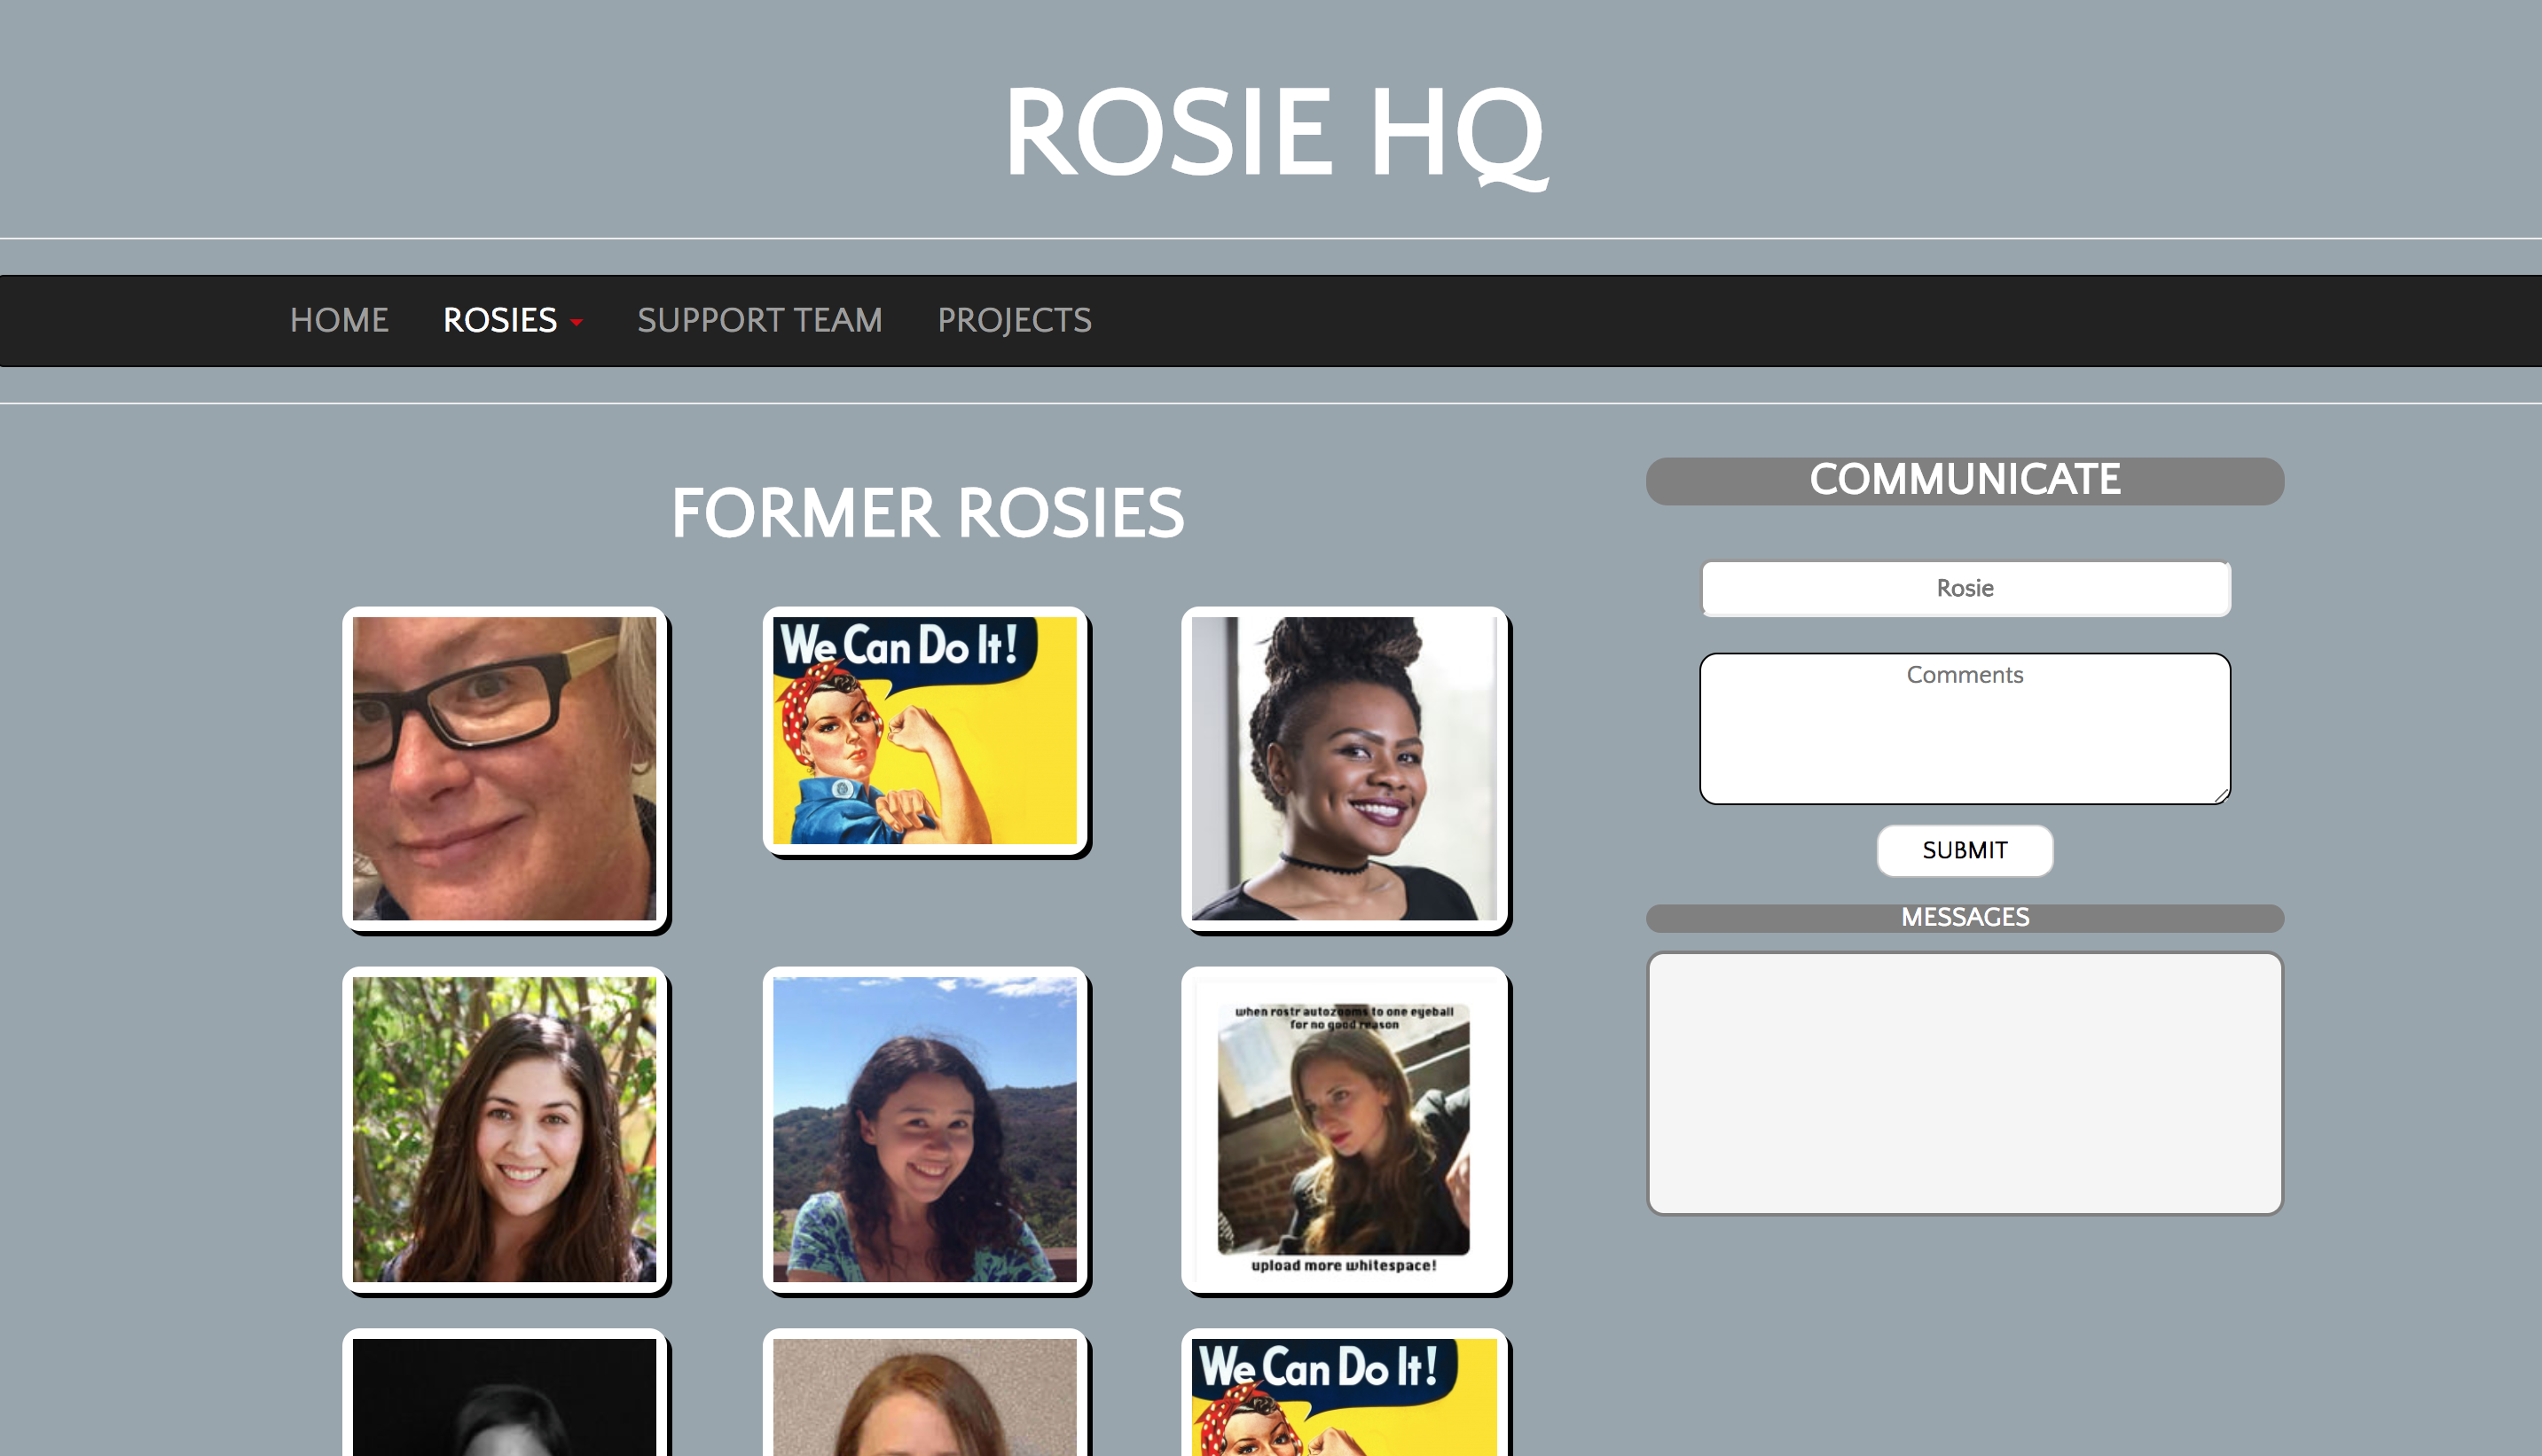 ROSIE HQ
HOME ROSIES SUPPORT TEAM PROJECTS
FORMER ROSIES
We Can Do It!
when rostr autozooms to one eyeball
for no good reason
upload more whitespace!
We Can Do It!
COMMUNICATE
Rosie
Comments
SUBMIT
MESSAGES